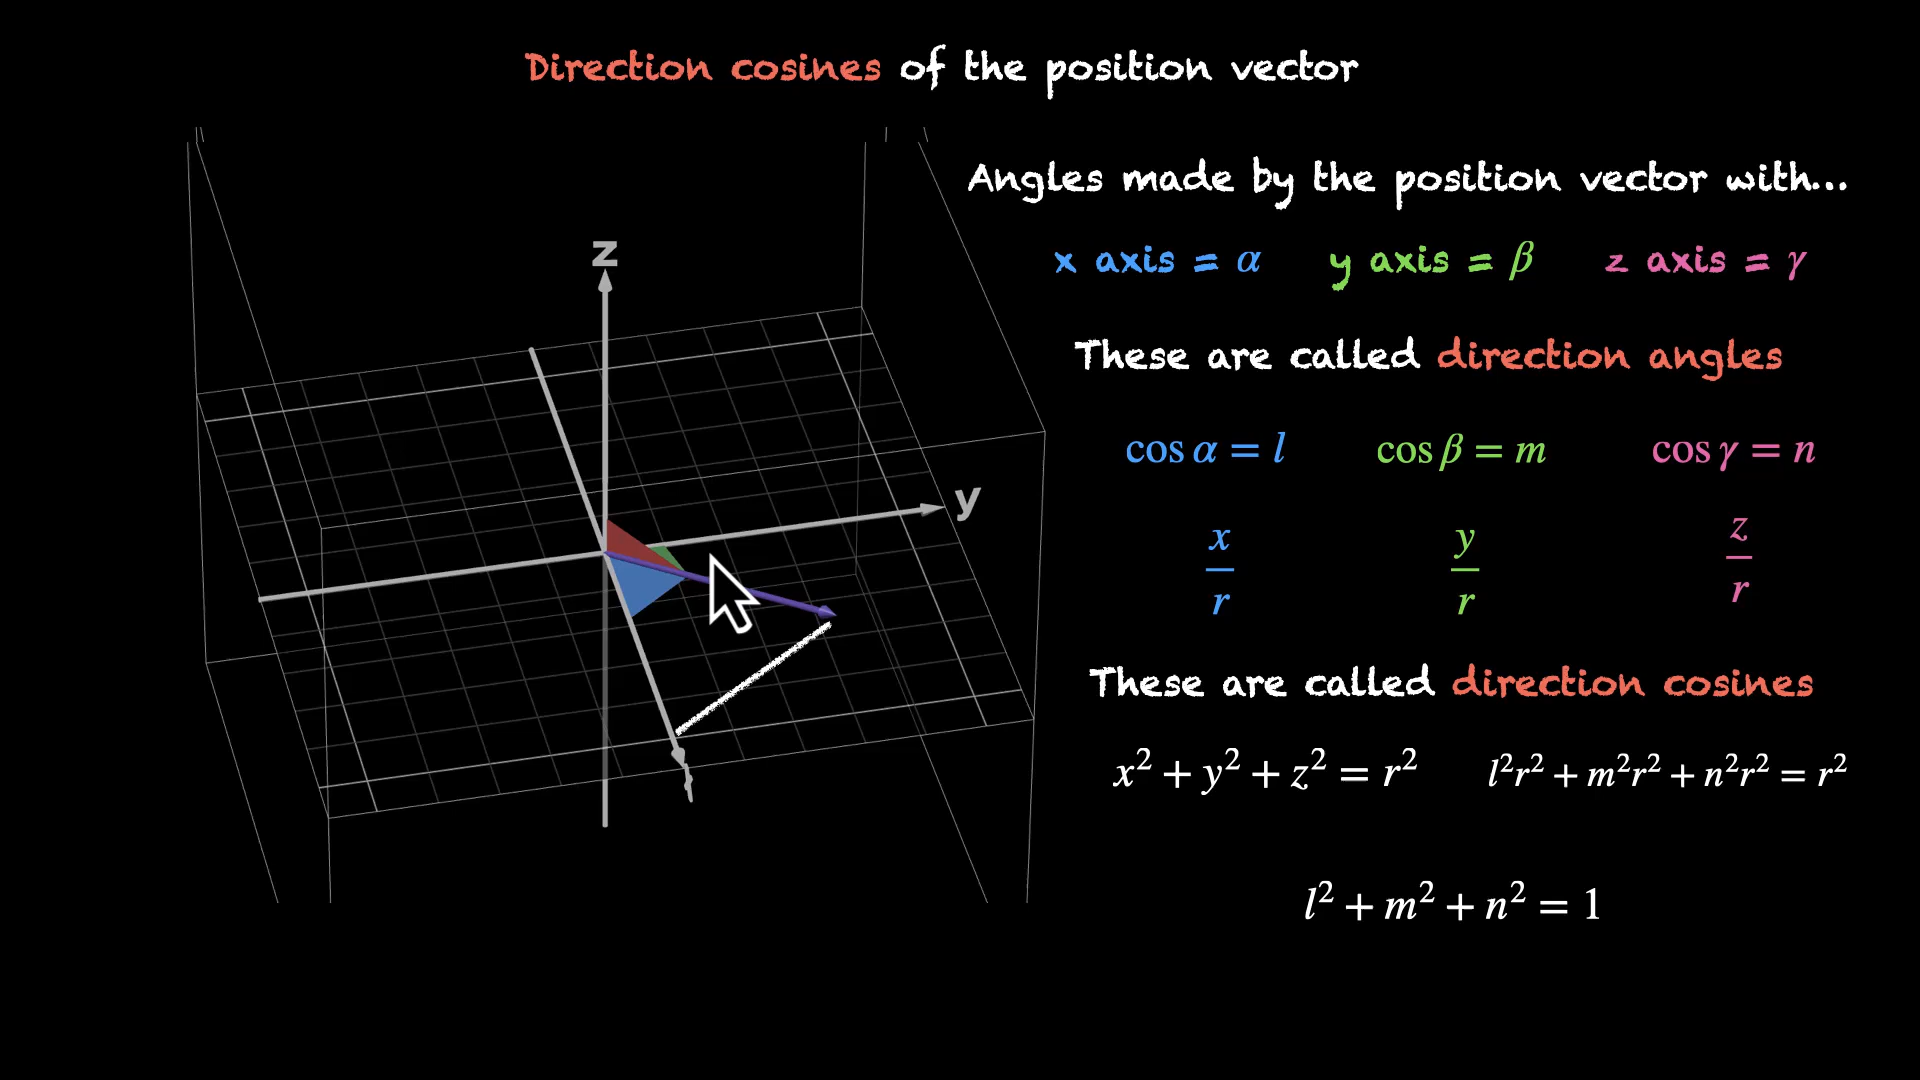 Direction cosines of the position vector
Angles made by the position vector with...
x axis = α y axis = β z axis = γ
These are called direction angles
cos α = l cos β = m cos γ = n
x/r y/r z/r
These are called direction cosines
x² + y² + z² = r² l²r² + m²r² + n²r² = r²
l² + m² + n² = 1
z
y